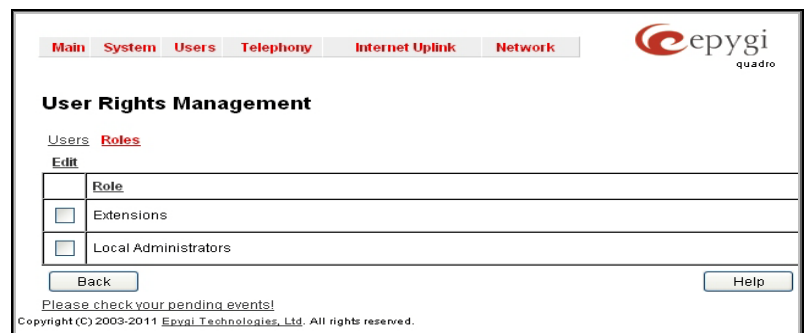 Main System Users Telephony Internet Uplink Network
epygi
quadro
User Rights Management
Users Roles
Edit
Role
Extensions
Local Administrators
Back Help
Please check your pending events!
Copyright (C) 2003-2011 Epygi Technologies, Ltd. All rights reserved.